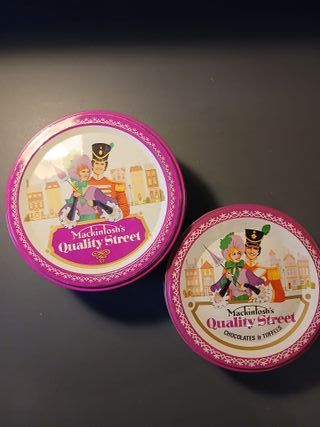 Mackintosh's
Quality Street
Mackintosh's
Quality Street
CHOCOLATES & TOFFEES